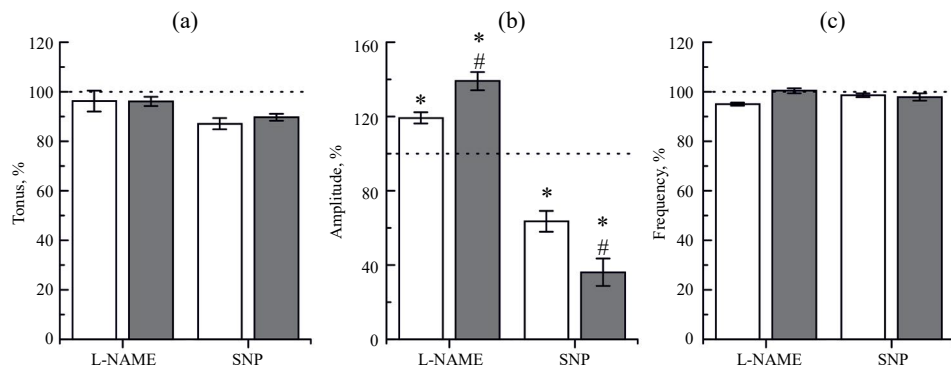 (a)
Tonus, %
120
100
80
60
40
20
0
L-NAME
SNP
(b)
Amplitude, %
160
120
80
40
0
*
*
#
*
*
#
L-NAME
SNP
(c)
Frequency, %
120
100
80
60
40
20
0
L-NAME
SNP